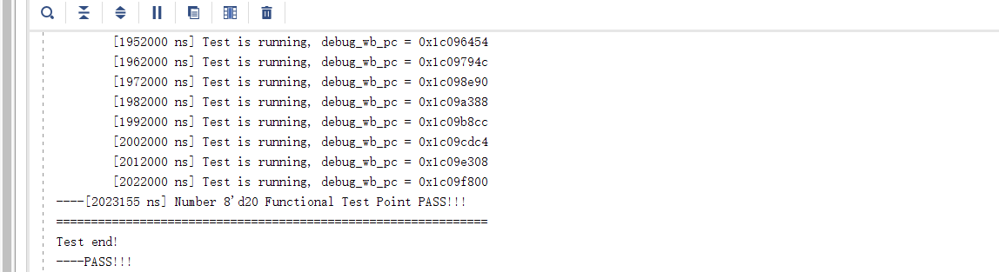 [1952000 ns] Test is running, debug_wb_pc = 0x1c096454
[1962000 ns] Test is running, debug_wb_pc = 0x1c09794c
[1972000 ns] Test is running, debug_wb_pc = 0x1c098e90
[1982000 ns] Test is running, debug_wb_pc = 0x1c09a388
[1992000 ns] Test is running, debug_wb_pc = 0x1c09b8cc
[2002000 ns] Test is running, debug_wb_pc = 0x1c09cdc4
[2012000 ns] Test is running, debug_wb_pc = 0x1c09e308
[2022000 ns] Test is running, debug_wb_pc = 0x1c09f800
----[2023155 ns] Number 8'd20 Functional Test Point PASS!!!
==============================================================
Test end!
----PASS!!!